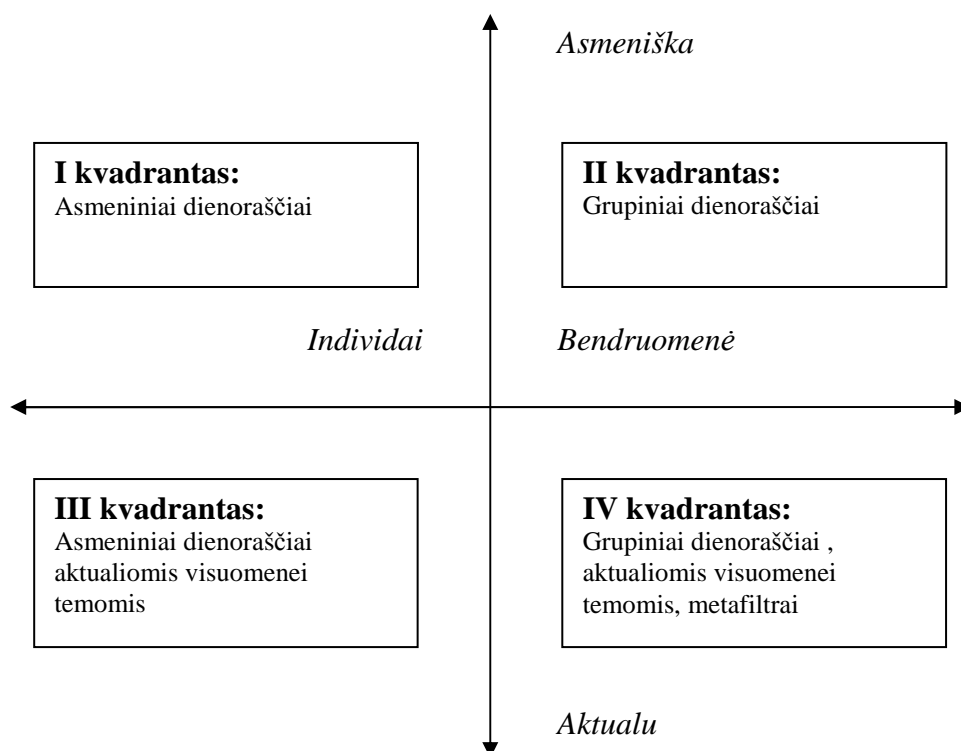 Asmeniška
I kvadrantas:
Asmeniniai dienoraščiai
II kvadrantas:
Grupiniai dienoraščiai
Individai
Bendruomenė
III kvadrantas:
Asmeniniai dienoraščiai
aktualiomis visuomenei
temomis
IV kvadrantas:
Grupiniai dienoraščiai ,
aktualiomis visuomenei
temomis, metafiltrai
Aktualu